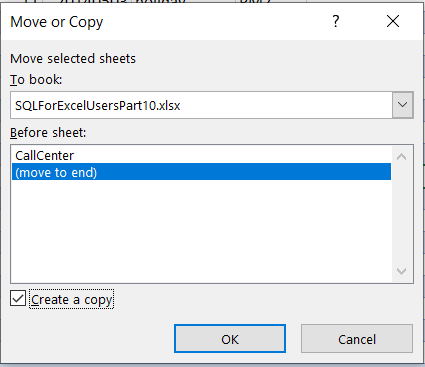 Move or Copy
?
Move selected sheets
To book:
SQLForExcelUsersPart10.xlsx
Before sheet:
CallCenter
(move to end)
Create a copy
OK
Cancel